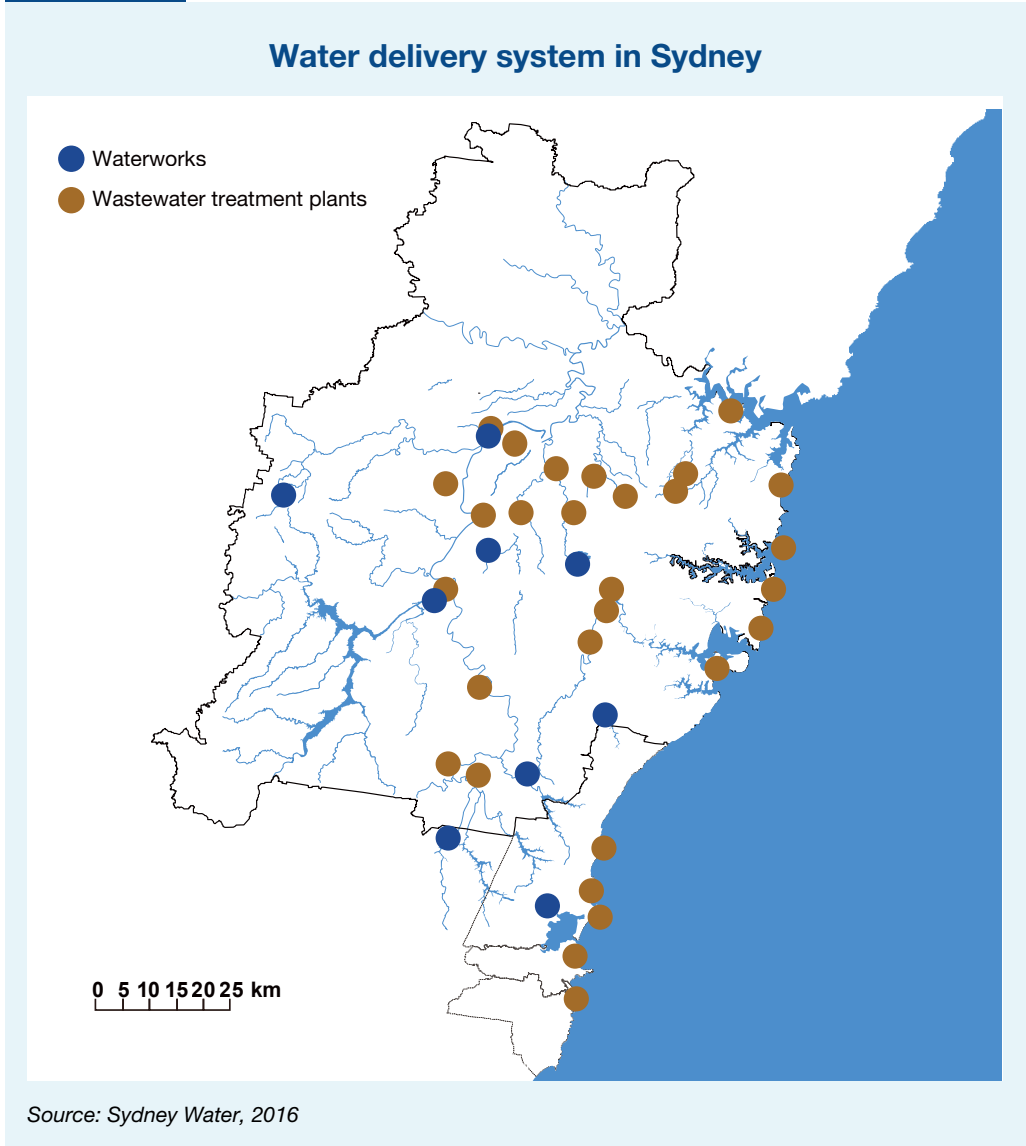 Water delivery system in Sydney
Waterworks
Wastewater treatment plants
0 5 10 15 20 25 km
Source: Sydney Water, 2016